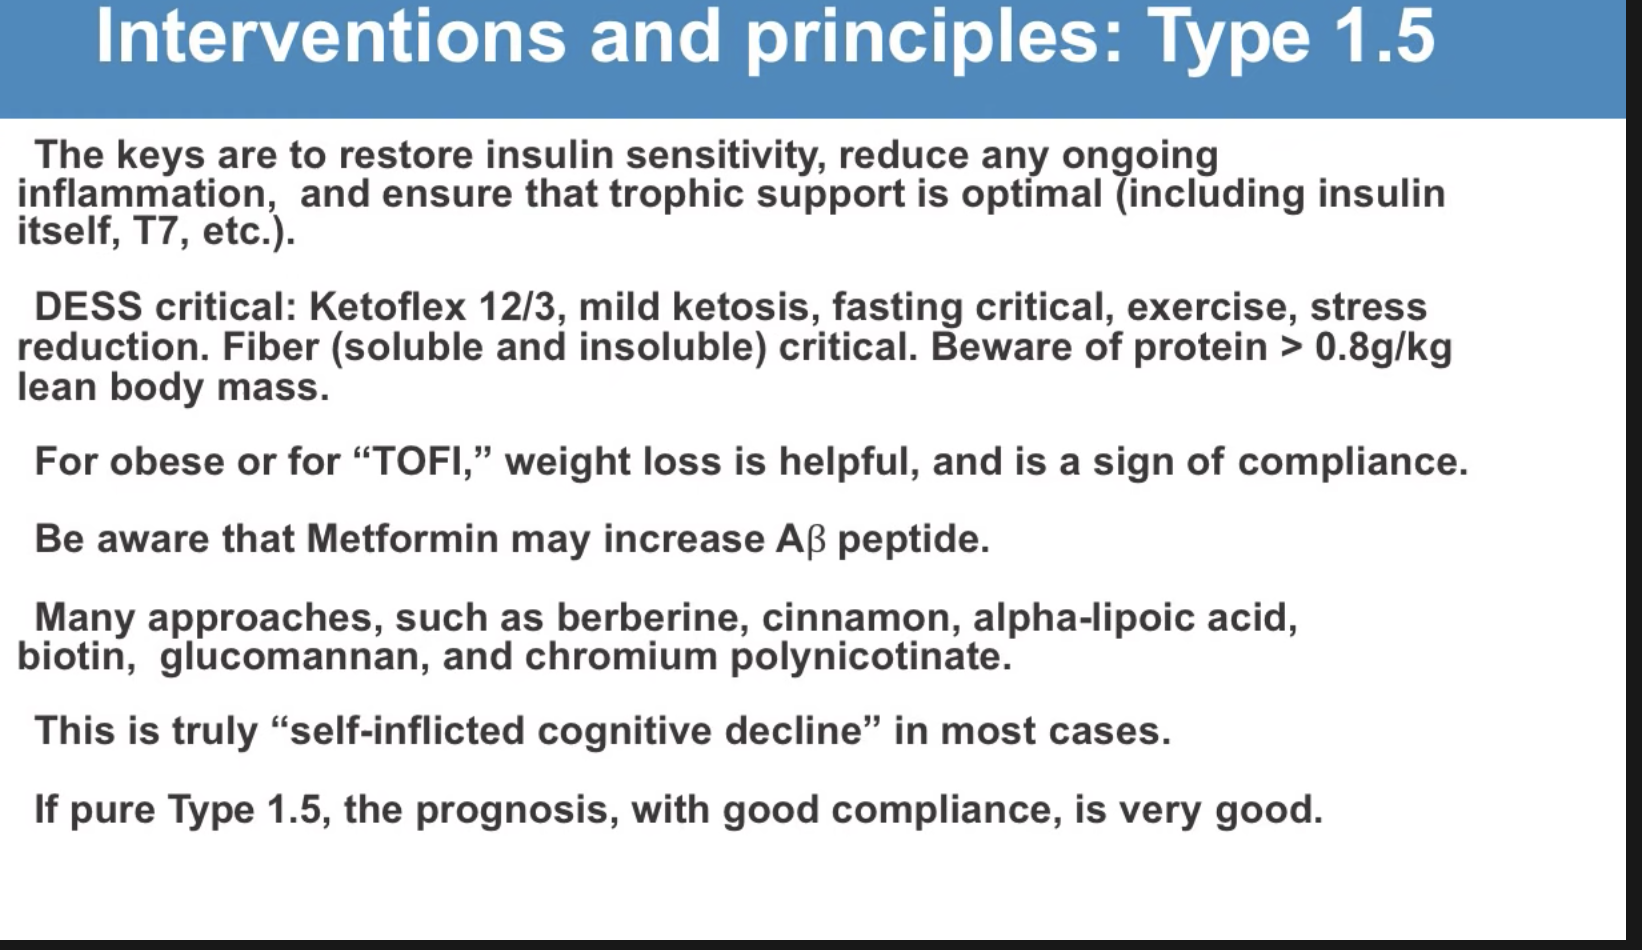 Interventions and principles: Type 1.5
The keys are to restore insulin sensitivity, reduce any ongoing
inflammation,  and ensure that trophic support is optimal (including insulin
itself, T7, etc.).
DESS critical: Ketoflex 12/3, mild ketosis, fasting critical, exercise, stress
reduction. Fiber (soluble and insoluble) critical. Beware of protein > 0.8g/kg
lean body mass.
For obese or for “TOFI,” weight loss is helpful, and is a sign of compliance.
Be aware that Metformin may increase Aβ peptide.
Many approaches, such as berberine, cinnamon, alpha-lipoic acid,
biotin,  glucomannan, and chromium polynicotinate.
This is truly “self-inflicted cognitive decline” in most cases.
If pure Type 1.5, the prognosis, with good compliance, is very good.